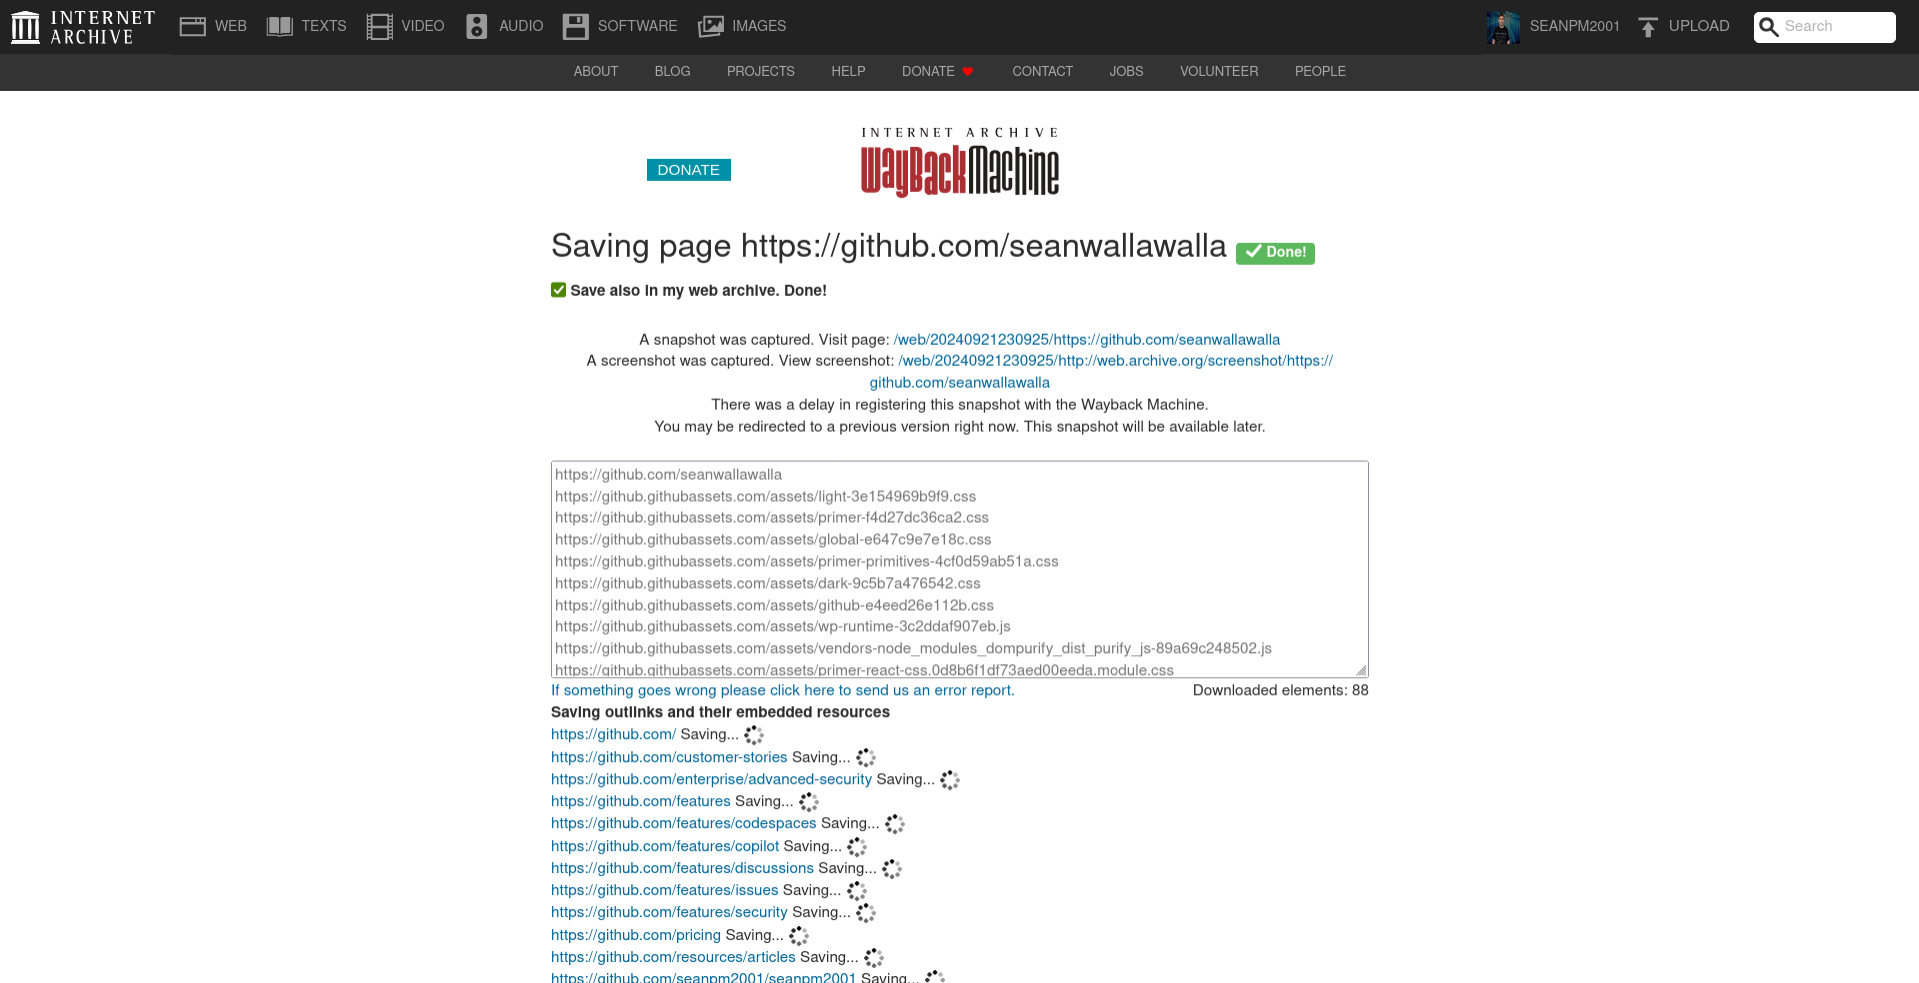 INTERNET ARCHIVE
WEB
TEXTS
VIDEO
AUDIO
SOFTWARE
IMAGES
SEANPM2001
UPLOAD
Search
ABOUT
BLOG
PROJECTS
HELP
DONATE
CONTACT
JOBS
VOLUNTEER
PEOPLE
INTERNET ARCHIVE
DONATE
WayBackMachine
Saving page https://github.com/seanwallawalla Done!
Save also in my web archive. Done!
A snapshot was captured. Visit page: /web/20240921230925/https://github.com/seanwallawalla
A screenshot was captured. View screenshot: /web/20240921230925/http://web.archive.org/screenshot/https://
github.com/seanwallawalla
There was a delay in registering this snapshot with the Wayback Machine.
You may be redirected to a previous version right now. This snapshot will be available later.
https://github.com/seanwallawalla
https://github.githubassets.com/assets/light-3e154969b9f9.css
https://github.githubassets.com/assets/primer-f4d27dc36ca2.css
https://github.githubassets.com/assets/global-e647c9e7e18c.css
https://github.githubassets.com/assets/primer-primitives-4cf0d59ab51a.css
https://github.githubassets.com/assets/dark-9c5b7a476542.css
https://github.githubassets.com/assets/github-e4eed26e112b.css
https://github.githubassets.com/assets/wp-runtime-3c2ddaf907eb.js
https://github.githubassets.com/assets/vendors-node_modules_dompurify_dist_purify_js-89a69c248502.js
https://github.githubassets.com/assets/primer-react-css.0d8b6f1df73aed00eeda.module.css
If something goes wrong please click here to send us an error report.
Downloaded elements: 88
Saving outlinks and their embedded resources
https://github.com/ Saving...
https://github.com/customer-stories Saving...
https://github.com/enterprise/advanced-security Saving...
https://github.com/features Saving...
https://github.com/features/codespaces Saving...
https://github.com/features/copilot Saving...
https://github.com/features/discussions Saving...
https://github.com/features/issues Saving...
https://github.com/features/security Saving...
https://github.com/pricing Saving...
https://github.com/resources/articles Saving...
https://github.com/seanpm2001/seanpm2001 Saving...